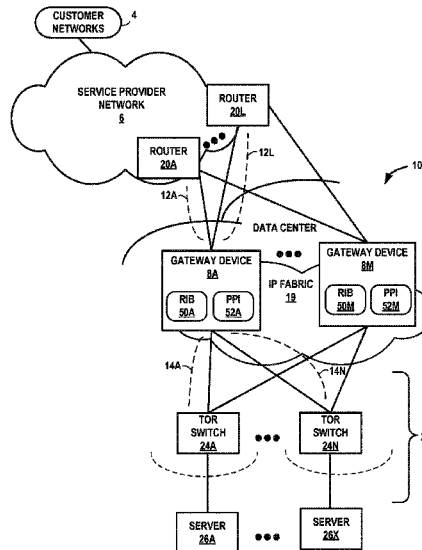 CUSTOMER
NETWORKS
4
SERVICE PROVIDER
NETWORK
6
ROUTER
20L
ROUTER
20A
12L
12A
10
DATA CENTER
GATEWAY DEVICE
8A
GATEWAY DEVICE
8M
IP FABRIC
19
RIB
50A
PPI
52A
RIB
50M
PPI
52M
14A
14N
TOR
SWITCH
24A
TOR
SWITCH
24N
SERVER
26A
SERVER
26X